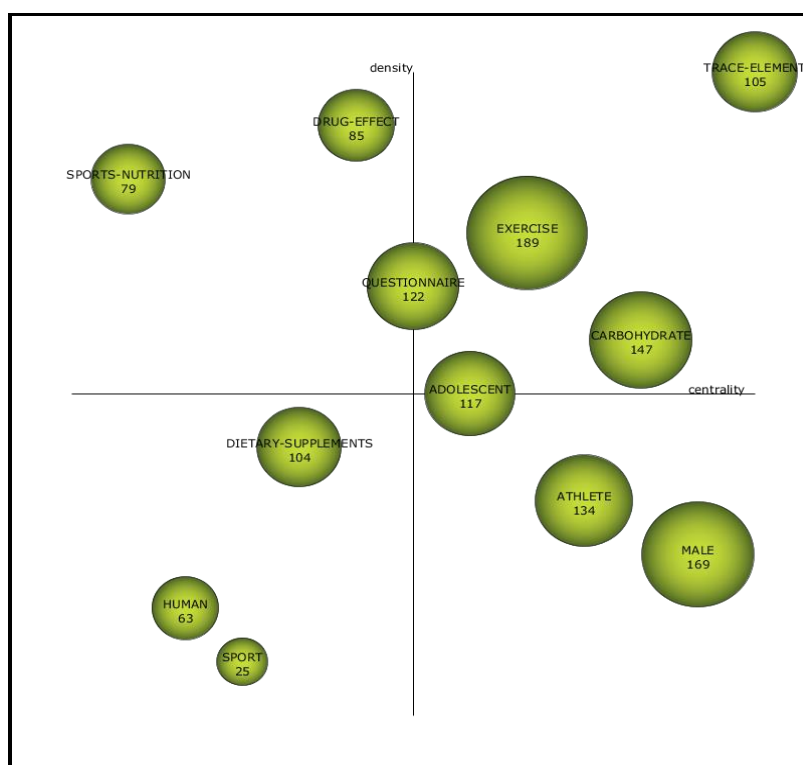 density
TRACE-ELEMENT
105
DRUG-EFFECT
85
SPORTS-NUTRITION
79
EXERCISE
189
QUESTIONNAIRE
122
CARBOHYDRATE
147
centrality
ADOLESCENT
117
DIETARY-SUPPLEMENTS
104
ATHLETE
134
MALE
169
HUMAN
63
SPORT
25